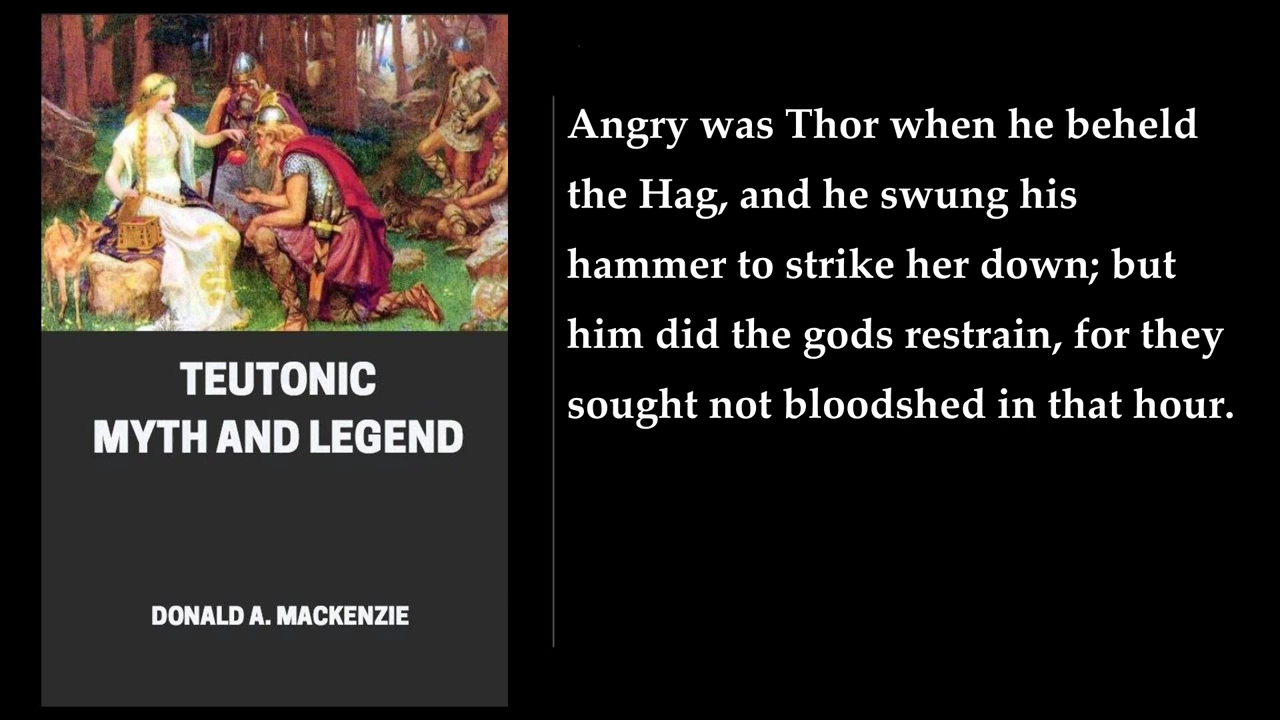 TEUTONIC
MYTH AND LEGEND
DONALD A. MACKENZIE
Angry was Thor when he beheld
the Hag, and he swung his
hammer to strike her down; but
him did the gods restrain, for they
sought not bloodshed in that hour.